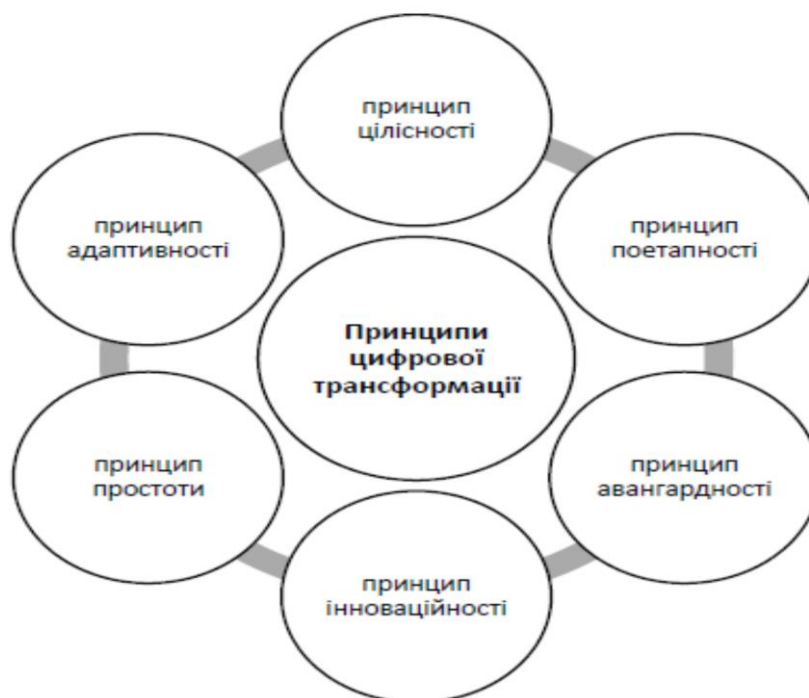 принцип
цілісності
принцип
поетапності
принцип
авангардності
принцип
інноваційності
принцип
простоти
принцип
адаптивності
Принципи
цифрової
трансформації